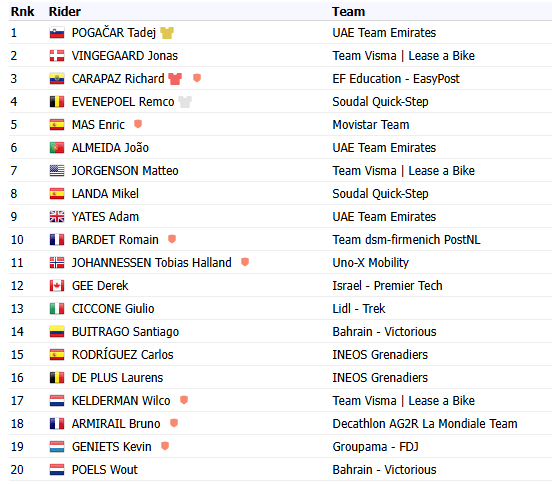 Rnk Rider Team
1 POGAČAR Tadej UAE Team Emirates
2 VINGEGAARD Jonas Team Visma | Lease a Bike
3 CARAPAZ Richard EF Education - EasyPost
4 EVENEPOEL Remco Soudal Quick-Step
5 MAS Enric Movistar Team
6 ALMEIDA João UAE Team Emirates
7 JORGENSON Matteo Team Visma | Lease a Bike
8 LANDA Mikel Soudal Quick-Step
9 YATES Adam UAE Team Emirates
10 BARDET Romain Team dsm-firmenich PostNL
11 JOHANNESSEN Tobias Halland Uno-X Mobility
12 GEE Derek Israel - Premier Tech
13 CICCONE Giulio Lidl - Trek
14 BUITRAGO Santiago Bahrain - Victorious
15 RODRÍGUEZ Carlos INEOS Grenadiers
16 DE PLUS Laurens INEOS Grenadiers
17 KELDERMAN Wilco Team Visma | Lease a Bike
18 ARMIRAIL Bruno Decathlon AG2R La Mondiale Team
19 GENIETS Kevin Groupama - FDJ
20 POELS Wout Bahrain - Victorious